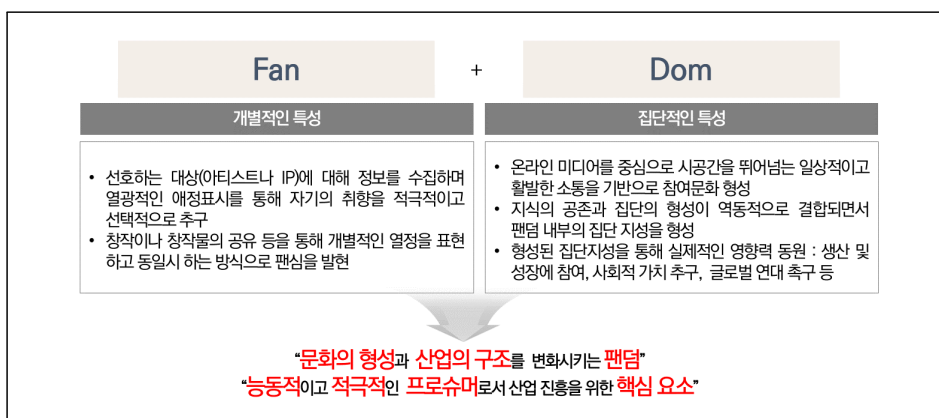 Fan
+
Dom
개별적인 특성
집단적인 특성
• 선호하는 대상(아티스트나 IP)에 대해 정보를 수집하며
열광적인 애정표시를 통해 자기의 취향을 적극적이고
선택적으로 추구
• 창작이나 창작물의 공유 등을 통해 개별적인 열정을 표현
하고 동일시 하는 방식으로 팬심을 발현
• 온라인 미디어를 중심으로 시공간을 뛰어넘는 일상적이고
활발한 소통을 기반으로 참여문화 형성
• 지식의 공존과 집단의 형성이 역동적으로 결합되면서
팬덤 내부의 집단 지성을 형성
• 형성된 집단지성을 통해 실제적인 영향력 동원 : 생산 및
성장에 참여, 사회적 가치 추구, 글로벌 연대 촉구 등
“문화의 형성과 산업의 구조를 변화시키는 팬덤”
“능동적이고 적극적인 프로슈머로서 산업 진흥을 위한 핵심 요소”